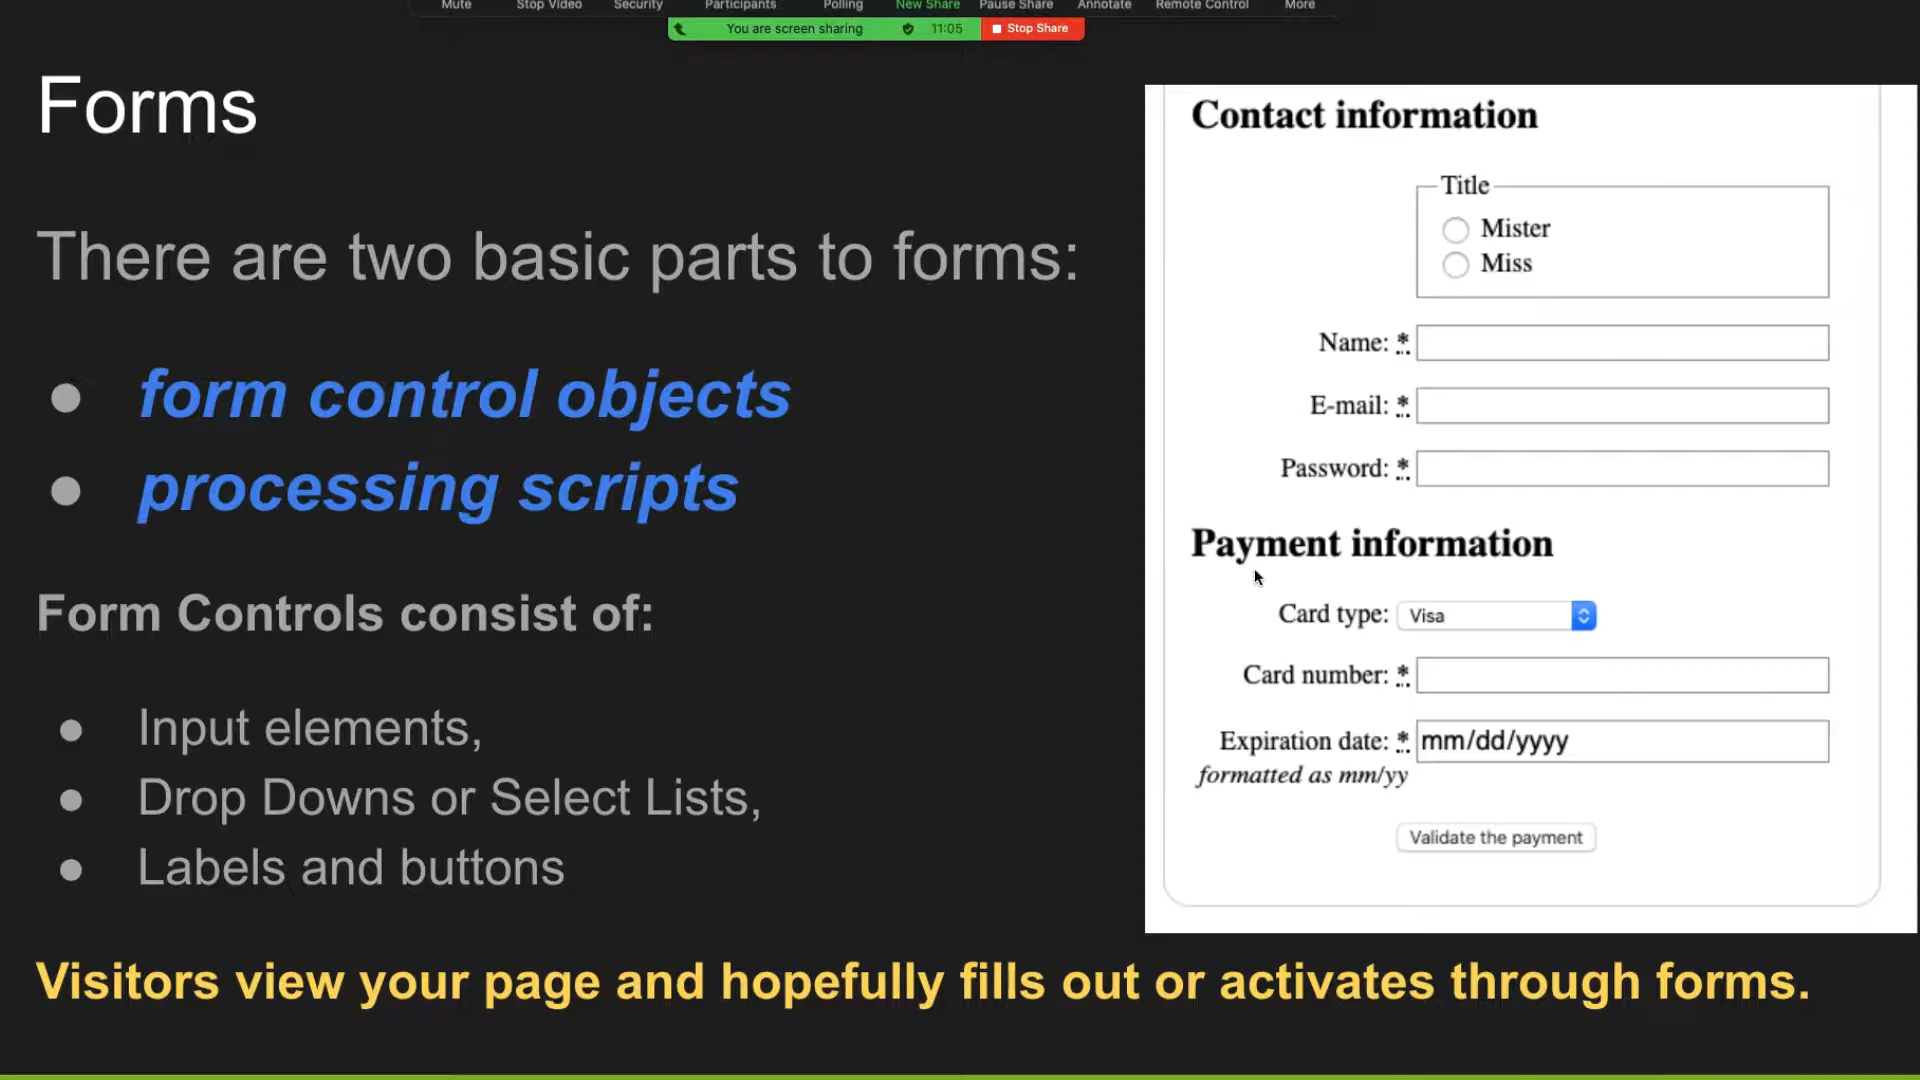 Mute Stop Video Security Participants Polling New Share Pause Share Annotate Remote Control More
You are screen sharing 11:05 Stop Share
Forms
There are two basic parts to forms:
● form control objects
● processing scripts
Form Controls consist of:
● Input elements,
● Drop Downs or Select Lists,
● Labels and buttons
Visitors view your page and hopefully fills out or activates through forms.
Contact information
Title
Mister
Miss
Name: *
E-mail: *
Password: *
Payment information
Card type: Visa
Card number: *
Expiration date: * mm/dd/yyyy
formatted as mm/yy
Validate the payment